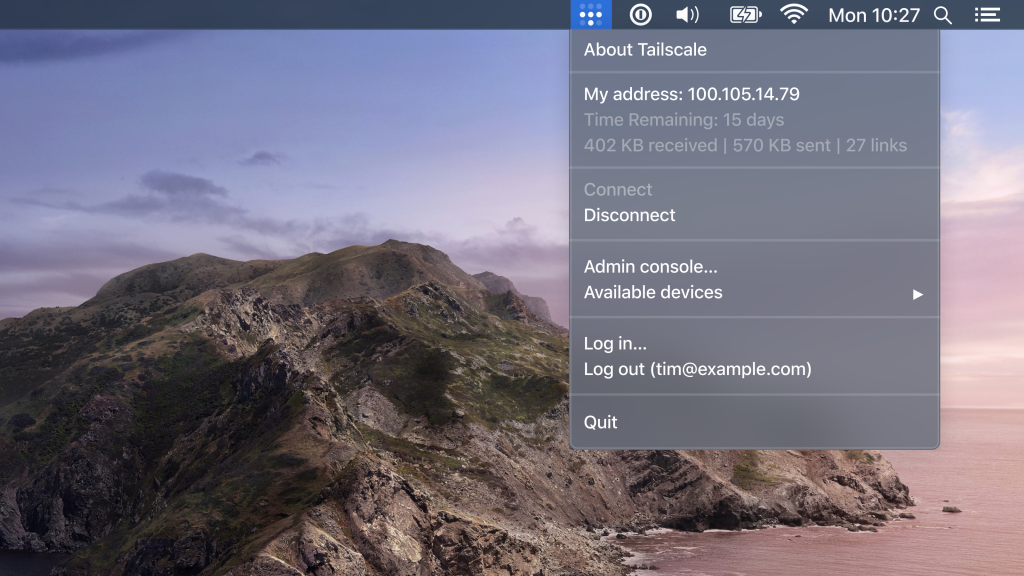 Mon 10:27
About Tailscale
My address: 100.105.14.79
Time Remaining: 15 days
402 KB received | 570 KB sent | 27 links
Connect
Disconnect
Admin console...
Available devices
Log in...
Log out (tim@example.com)
Quit